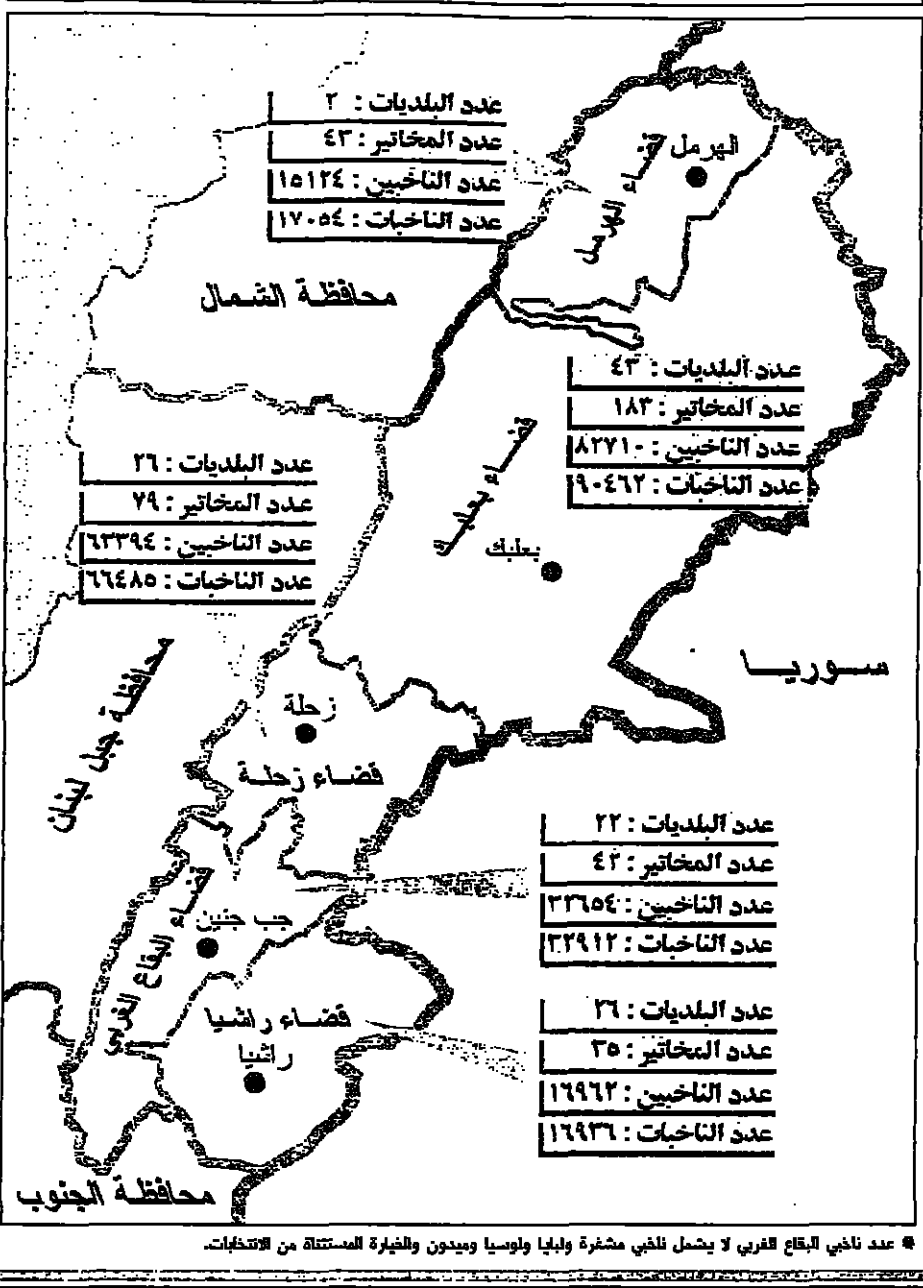 عدد البلديات : ٢
عدد المخاتير : ٤٣
عدد الناخبين : ١٥١٢٤
عدد الناخبات : ١٧٠٥٤
الهرمل
قضاء الهرمل
محافظة الشمال
عدد البلديات : ٤٣
عدد المخاتير : ١٨٣
عدد الناخبين : ٨٢٧١٠
عدد الناخبات : ٩٠٤٦٢
قضاء بعلبك
بعلبك
عدد البلديات : ٢٦
عدد المخاتير : ٧٩
عدد الناخبين : ٦٢٣٩٤
عدد الناخبات : ٦٦٤٨٥
سوريا
محافظة جبل لبنان
زحلة
قضاء زحلة
عدد البلديات : ٢٢
عدد المخاتير : ٤٢
عدد الناخبين :
عدد الناخبات :
قضاء البقاع الغربي
جب جنين
قضاء راشيا
راشيا
عدد البلديات : ٢٦
عدد المخاتير : ٣٥
عدد الناخبين : ١٦٩٦٢
عدد الناخبات : ١٦٩٣٦
محافظة الجنوب
* عدد ناخبي البقاع الغربي لا يشمل ناخبي مشغرة ولبايا ولوسيا وميدون والخيارة المستثناة من الانتخابات.